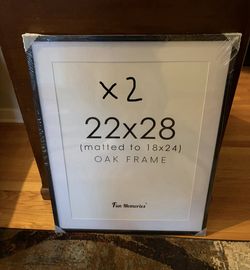 x2
22x28
(matted to 18x24)
OAK FRAME
Fun Memories